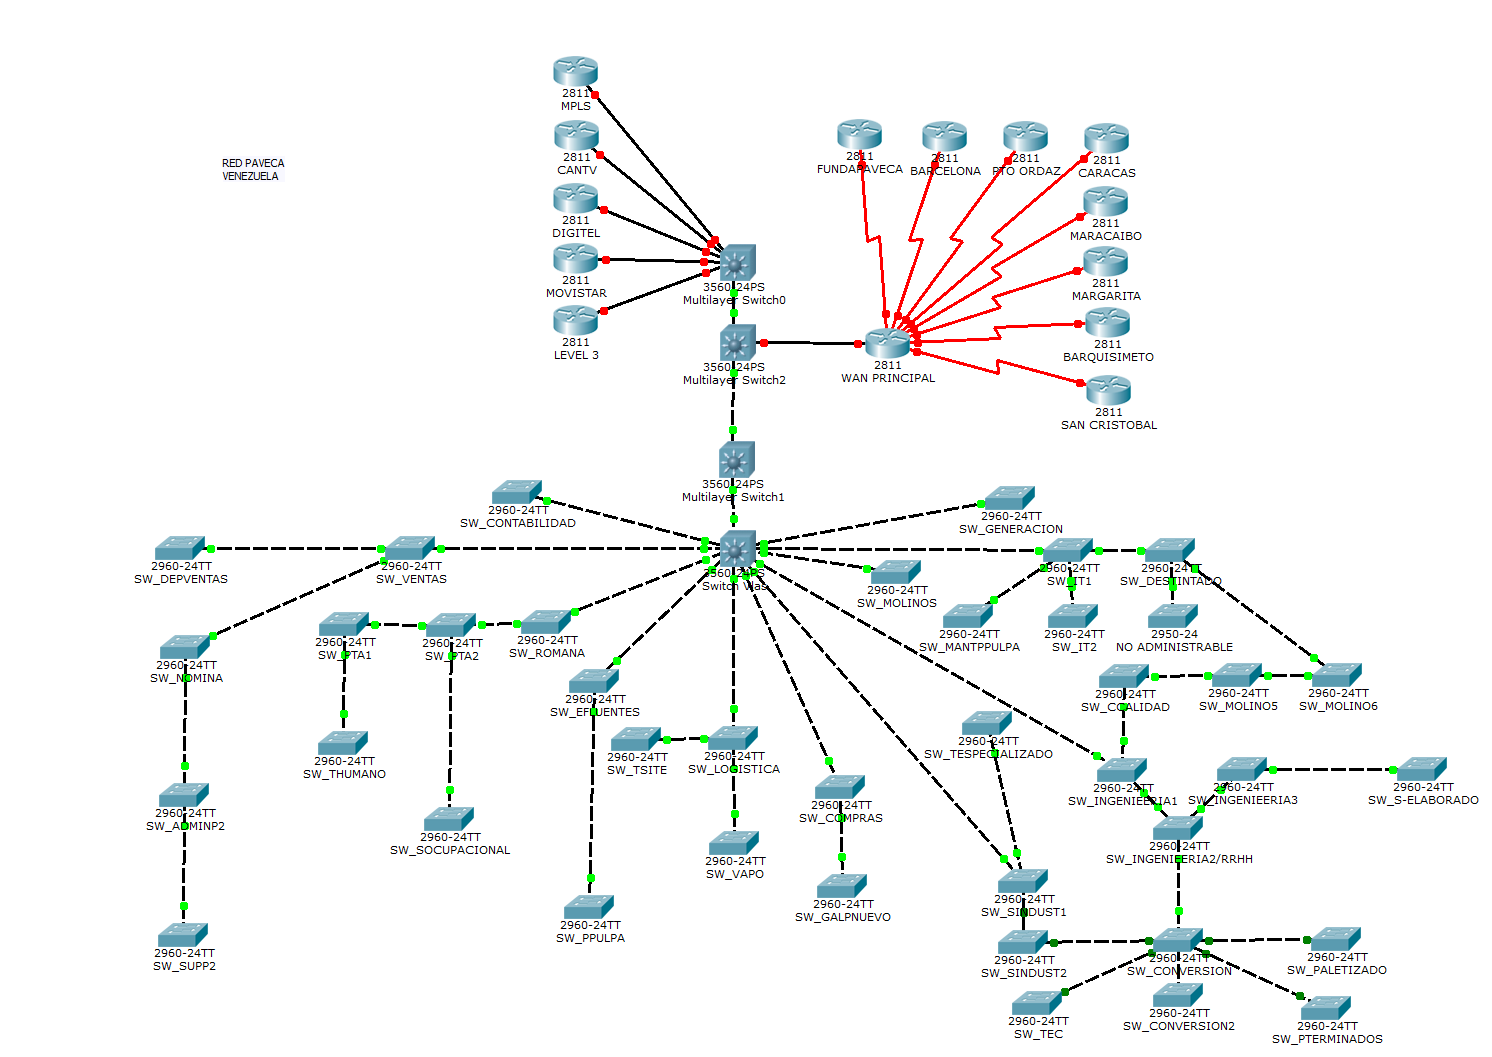 RED PAVECA
VENEZUELA
2811
MPLS
2811
CANTV
2811
DIGITEL
2811
MOVISTAR
2811
LEVEL 3
3560-24PS
Multilayer Switch0
3560-24PS
Multilayer Switch2
2811
WAN PRINCIPAL
2811
FUNDAPAVECA
2811
BARCELONA
2811
PTO ORDAZ
2811
CARACAS
2811
MARACAIBO
2811
MARGARITA
2811
BARQUISIMETO
2811
SAN CRISTOBAL
3560-24PS
Multilayer Switch1
2960-24TT
SW_CONTABILIDAD
2960-24TT
SW_GENERACION
2960-24TT
SW_DEPVENTAS
2960-24TT
SW_VENTAS
3560-24PS
Switch Vlas
2960-24TT
SW_MOLINOS
2960-24TT
SW_IT1
2960-24TT
SW_DESTINTADO
2960-24TT
SW_NOMINA
2960-24TT
SW_PTA1
2960-24TT
SW_PTA2
2960-24TT
SW_ROMANA
2960-24TT
SW_MANTPPULPA
2960-24TT
SW_IT2
2950-24
NO ADMINISTRABLE
2960-24TT
SW_EFLUENTES
2960-24TT
SW_CALIDAD
2960-24TT
SW_MOLINO5
2960-24TT
SW_MOLINO6
2960-24TT
SW_THUMANO
2960-24TT
SW_TSITE
2960-24TT
SW_LOGISTICA
2960-24TT
SW_TESPECIALIZADO
2960-24TT
SW_ADMINP2
2960-24TT
SW_SOCUPACIONAL
2960-24TT
SW_COMPRAS
2960-24TT
SW_INGENIEERIA1
2960-24TT
SW_INGENIEERIA3
2960-24TT
SW_S-ELABORADO
2960-24TT
SW_VAPO
2960-24TT
SW_INGENIEERIA2/RRHH
2960-24TT
SW_SUPP2
2960-24TT
SW_PPULPA
2960-24TT
SW_GALPNUEVO
2960-24TT
SW_SINDUST1
2960-24TT
SW_SINDUST2
2960-24TT
SW_CONVERSION
2960-24TT
SW_PALETIZADO
2960-24TT
SW_TEC
2960-24TT
SW_CONVERSION2
2960-24TT
SW_PTERMINADOS